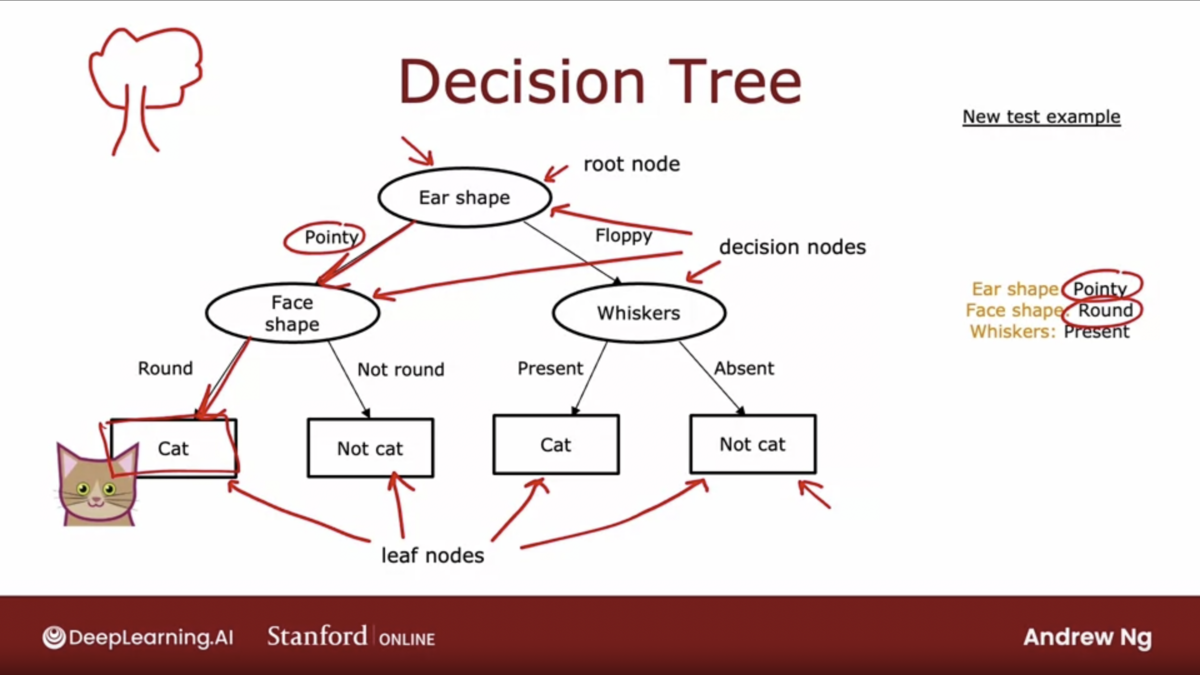 Decision Tree
New test example
root node
Ear shape
Pointy
Floppy
decision nodes
Face
shape
Whiskers
Ear shape: Pointy
Face shape: Round
Whiskers: Present
Round
Not round
Present
Absent
Cat
Not cat
Cat
Not cat
leaf nodes
DeepLearning.AI
Stanford ONLINE
Andrew Ng